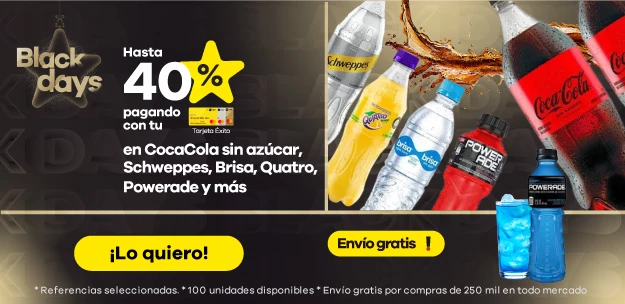 Black
days
Hasta
40%
pagando
con tu
Tarjeta Éxito
en CocaCola sin azúcar,
Schweppes, Brisa, Quatro,
Powerade y más
Schweppes
Quatro
brisa
brisa
POWER
ADE
Coca-Cola
POWERADE
¡Lo quiero!
Envío gratis !
* Referencias seleccionadas. * 100 unidades disponibles * Envío gratis por compras de 250 mil en todo mercado